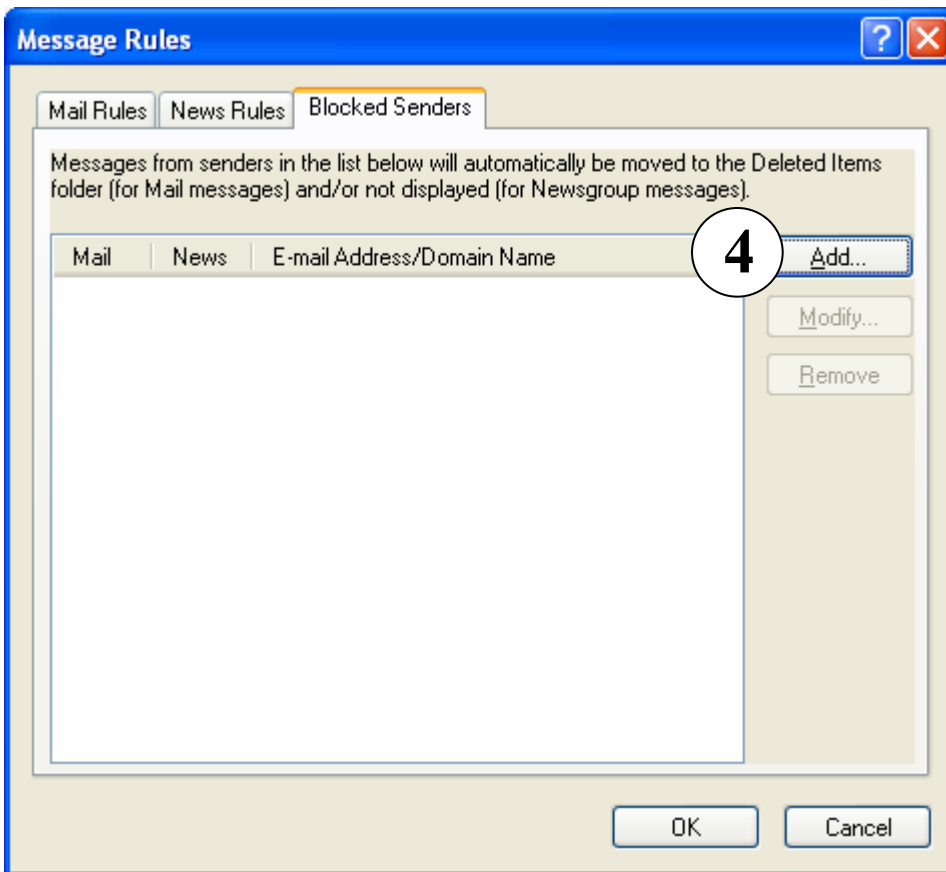 Message Rules
Mail Rules News Rules Blocked Senders
Messages from senders in the list below will automatically be moved to the Deleted Items
folder (for Mail messages) and/or not displayed (for Newsgroup messages).
Mail News E-mail Address/Domain Name 4 Add...
Modify...
Remove
OK Cancel